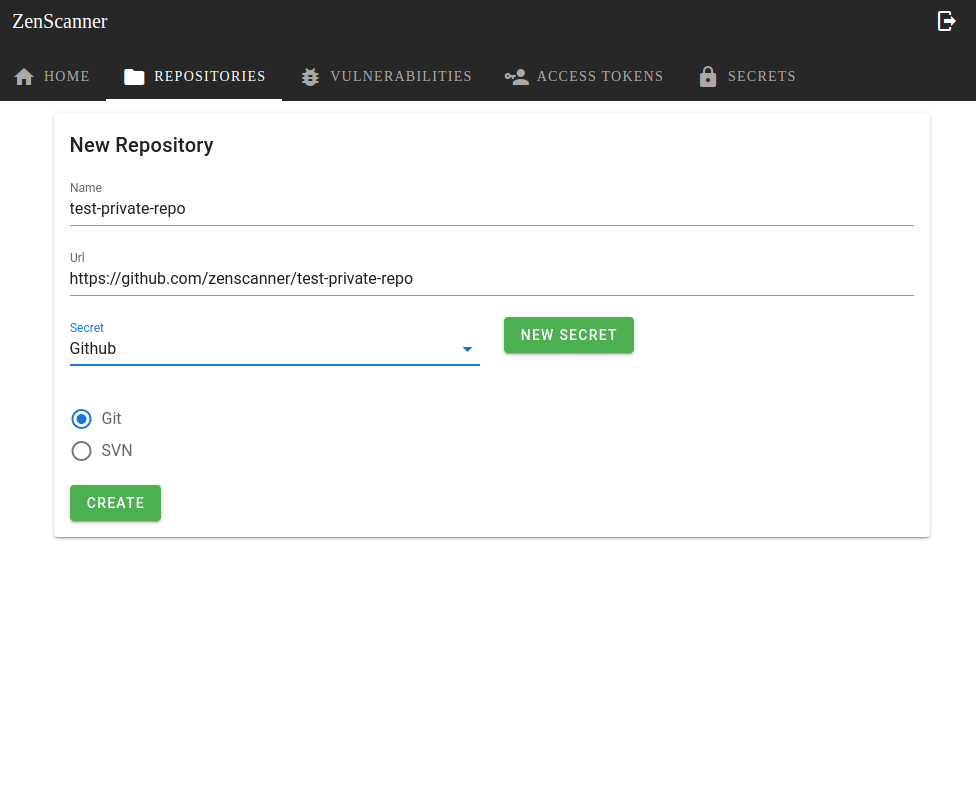 ZenScanner
HOME REPOSITORIES VULNERABILITIES ACCESS TOKENS SECRETS
New Repository
Name
test-private-repo
Url
https://github.com/zenscanner/test-private-repo
Secret
Github
NEW SECRET
Git
SVN
CREATE